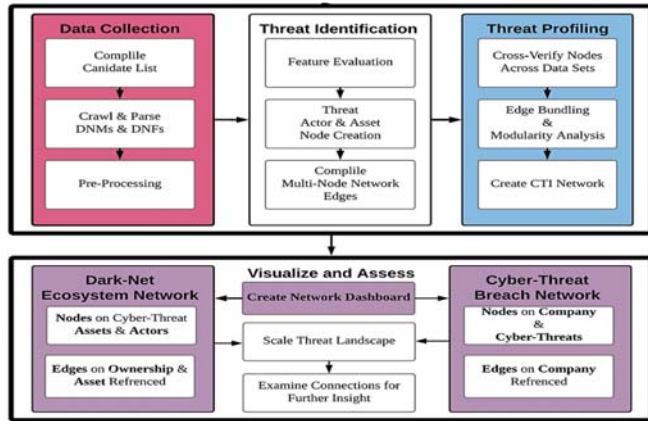 Data Collection
Complile
Canidate List
Crawl & Parse
DNMs & DNFs
Pre-Processing
Threat Identification
Feature Evaluation
Threat
Actor & Asset
Node Creation
Complile
Multi-Node Network
Edges
Threat Profiling
Cross-Verify Nodes
Across Data Sets
Edge Bundling
&
Modularity Analysis
Create CTI Network
Visualize and Assess
Dark-Net
Ecosystem Network
Nodes on Cyber-Threat
Assets & Actors
Edges on Ownership &
Asset Refrenced
Create Network Dashboard
Scale Threat Landscape
Examine Connections for
Further Insight
Cyber-Threat
Breach Network
Nodes on Company
&
Cyber-Threats
Edges on Company
Refrenced